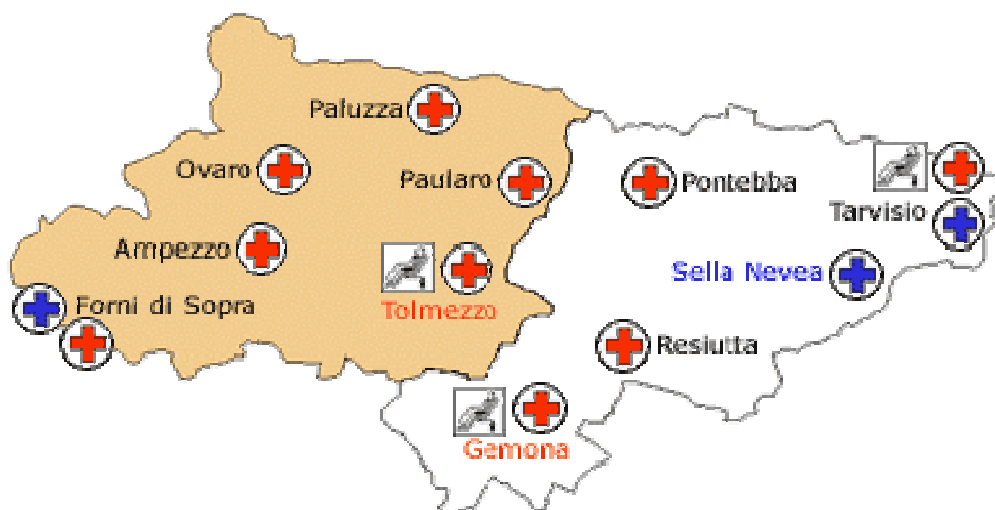 Paluzza
Ovaro
Paularo
Pontebba
Tarvisio
Ampezzo
Sella Nevea
Forni di Sopra
Tolmezzo
Resiutta
Gemona